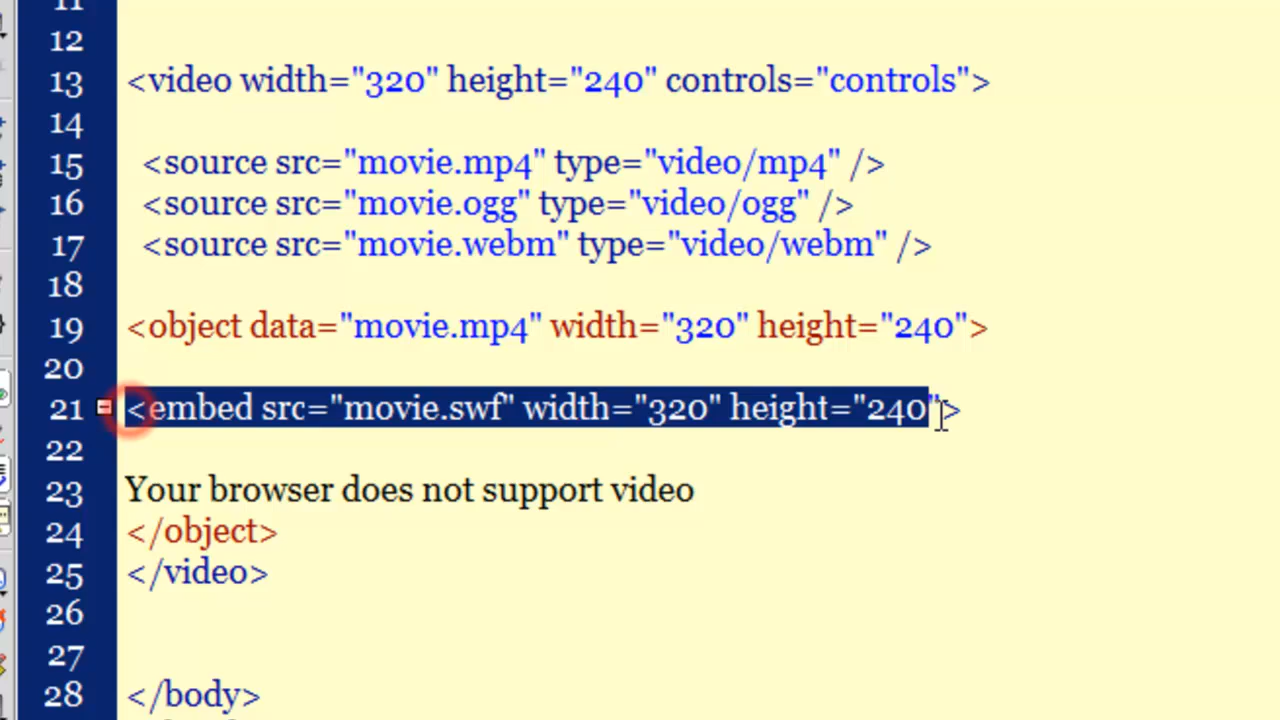 11
12
13 <video width="320" height="240" controls="controls">
14
15 <source src="movie.mp4" type="video/mp4" />
16 <source src="movie.ogg" type="video/ogg" />
17 <source src="movie.webm" type="video/webm" />
18
19 <object data="movie.mp4" width="320" height="240">
20
21 <embed src="movie.swf" width="320" height="240">
22
23 Your browser does not support video
24 </object>
25 </video>
26
27
28 </body>